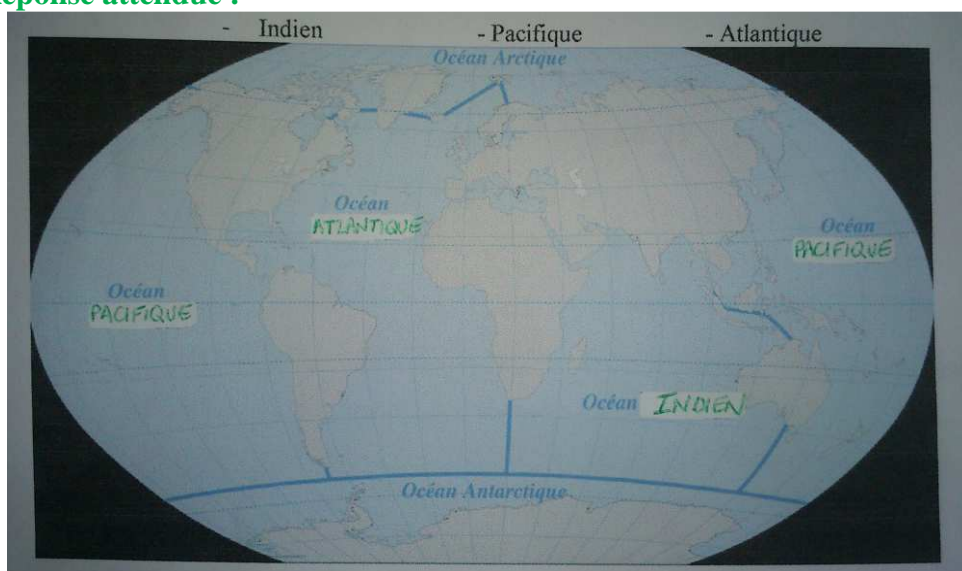 réponse attendue :
- Indien - Pacifique - Atlantique
Océan Arctique
Océan
ATLANTIQUE
Océan
PACIFIQUE
Océan
PACIFIQUE
Océan INDIEN
Océan Antarctique